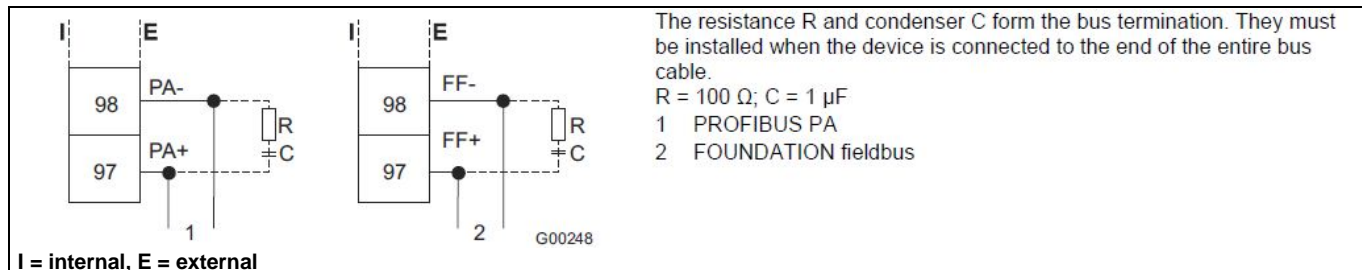 I E
98 PA-
97 PA+
R
C
1
I E
98 FF-
97 FF+
R
C
2
G00248
I = internal, E = external
The resistance R and condenser C form the bus termination. They must
be installed when the device is connected to the end of the entire bus
cable.
R = 100 Ω; C = 1 µF
1 PROFIBUS PA
2 FOUNDATION fieldbus